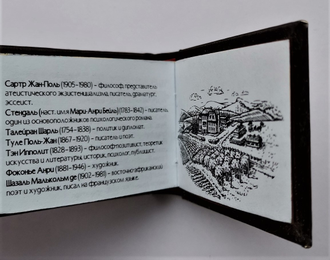 Сартр Жан-Поль (1905-1980) - философ, представитель
атеистического экзистенциализма, писатель, драматург,
эссеист.
Стендаль (наст. имя Мари-Анри Бейль) (1783-1842) - писатель,
один из основоположников психологического романа.
Талейран Шарль (1754-1838) - политик и дипломат.
Туле Поль-Жан (1867-1920) - поэт и писатель.
Тэн Ипполит (1828-1893) - философ-позитивист, теоретик
искусства и литературы, историк, психолог, публицист.
Фоконье Анри (1881-1946) - художник.
Шазаль Малькольм де (1902-1981) - восточно-африканский
поэт и художник, писал на французском языке.